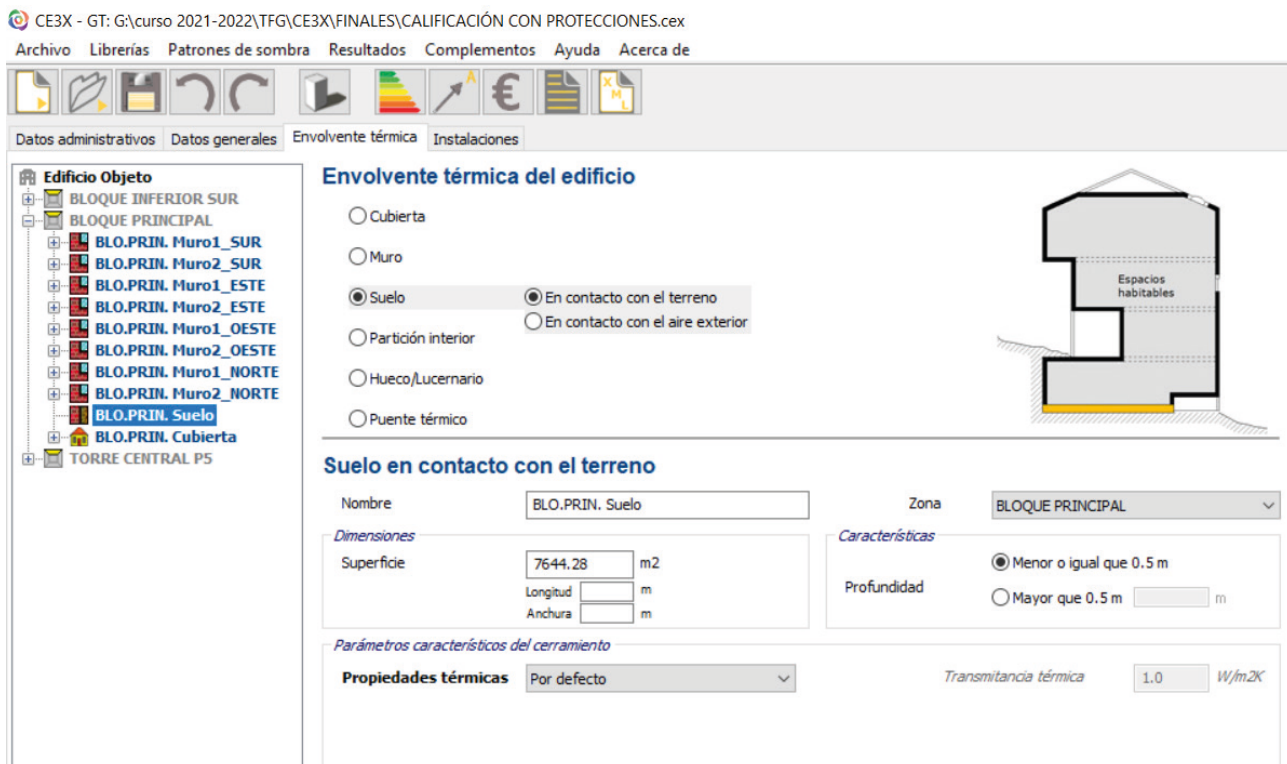 CE3X - GT: G:\curso 2021-2022\TFG\CE3X\FINALES\CALIFICACIÓN CON PROTECCIONES.cex
Archivo Librerías Patrones de sombra Resultados Complementos Ayuda Acerca de
A
€
X
M
L
Datos administrativos Datos generales Envolvente térmica Instalaciones
Edificio Objeto
BLOQUE INFERIOR SUR
BLOQUE PRINCIPAL
BLO.PRIN. Muro1_SUR
BLO.PRIN. Muro2_SUR
BLO.PRIN. Muro1_ESTE
BLO.PRIN. Muro2_ESTE
BLO.PRIN. Muro1_OESTE
BLO.PRIN. Muro2_OESTE
BLO.PRIN. Muro1_NORTE
BLO.PRIN. Muro2_NORTE
BLO.PRIN. Suelo
BLO.PRIN. Cubierta
TORRE CENTRAL P5
Envolvente térmica del edificio
Cubierta
Muro
Suelo En contacto con el terreno
En contacto con el aire exterior
Partición interior
Hueco/Lucernario
Puente térmico
Espacios
habitables
Suelo en contacto con el terreno
Nombre BLO.PRIN. Suelo Zona BLOQUE PRINCIPAL
Dimensiones
Superficie 7644.28 m2
Longitud m
Anchura m
Características
Profundidad Menor o igual que 0.5 m
Mayor que 0.5 m m
Parámetros característicos del cerramiento
Propiedades térmicas Por defecto Transmitancia térmica 1.0 W/m2K